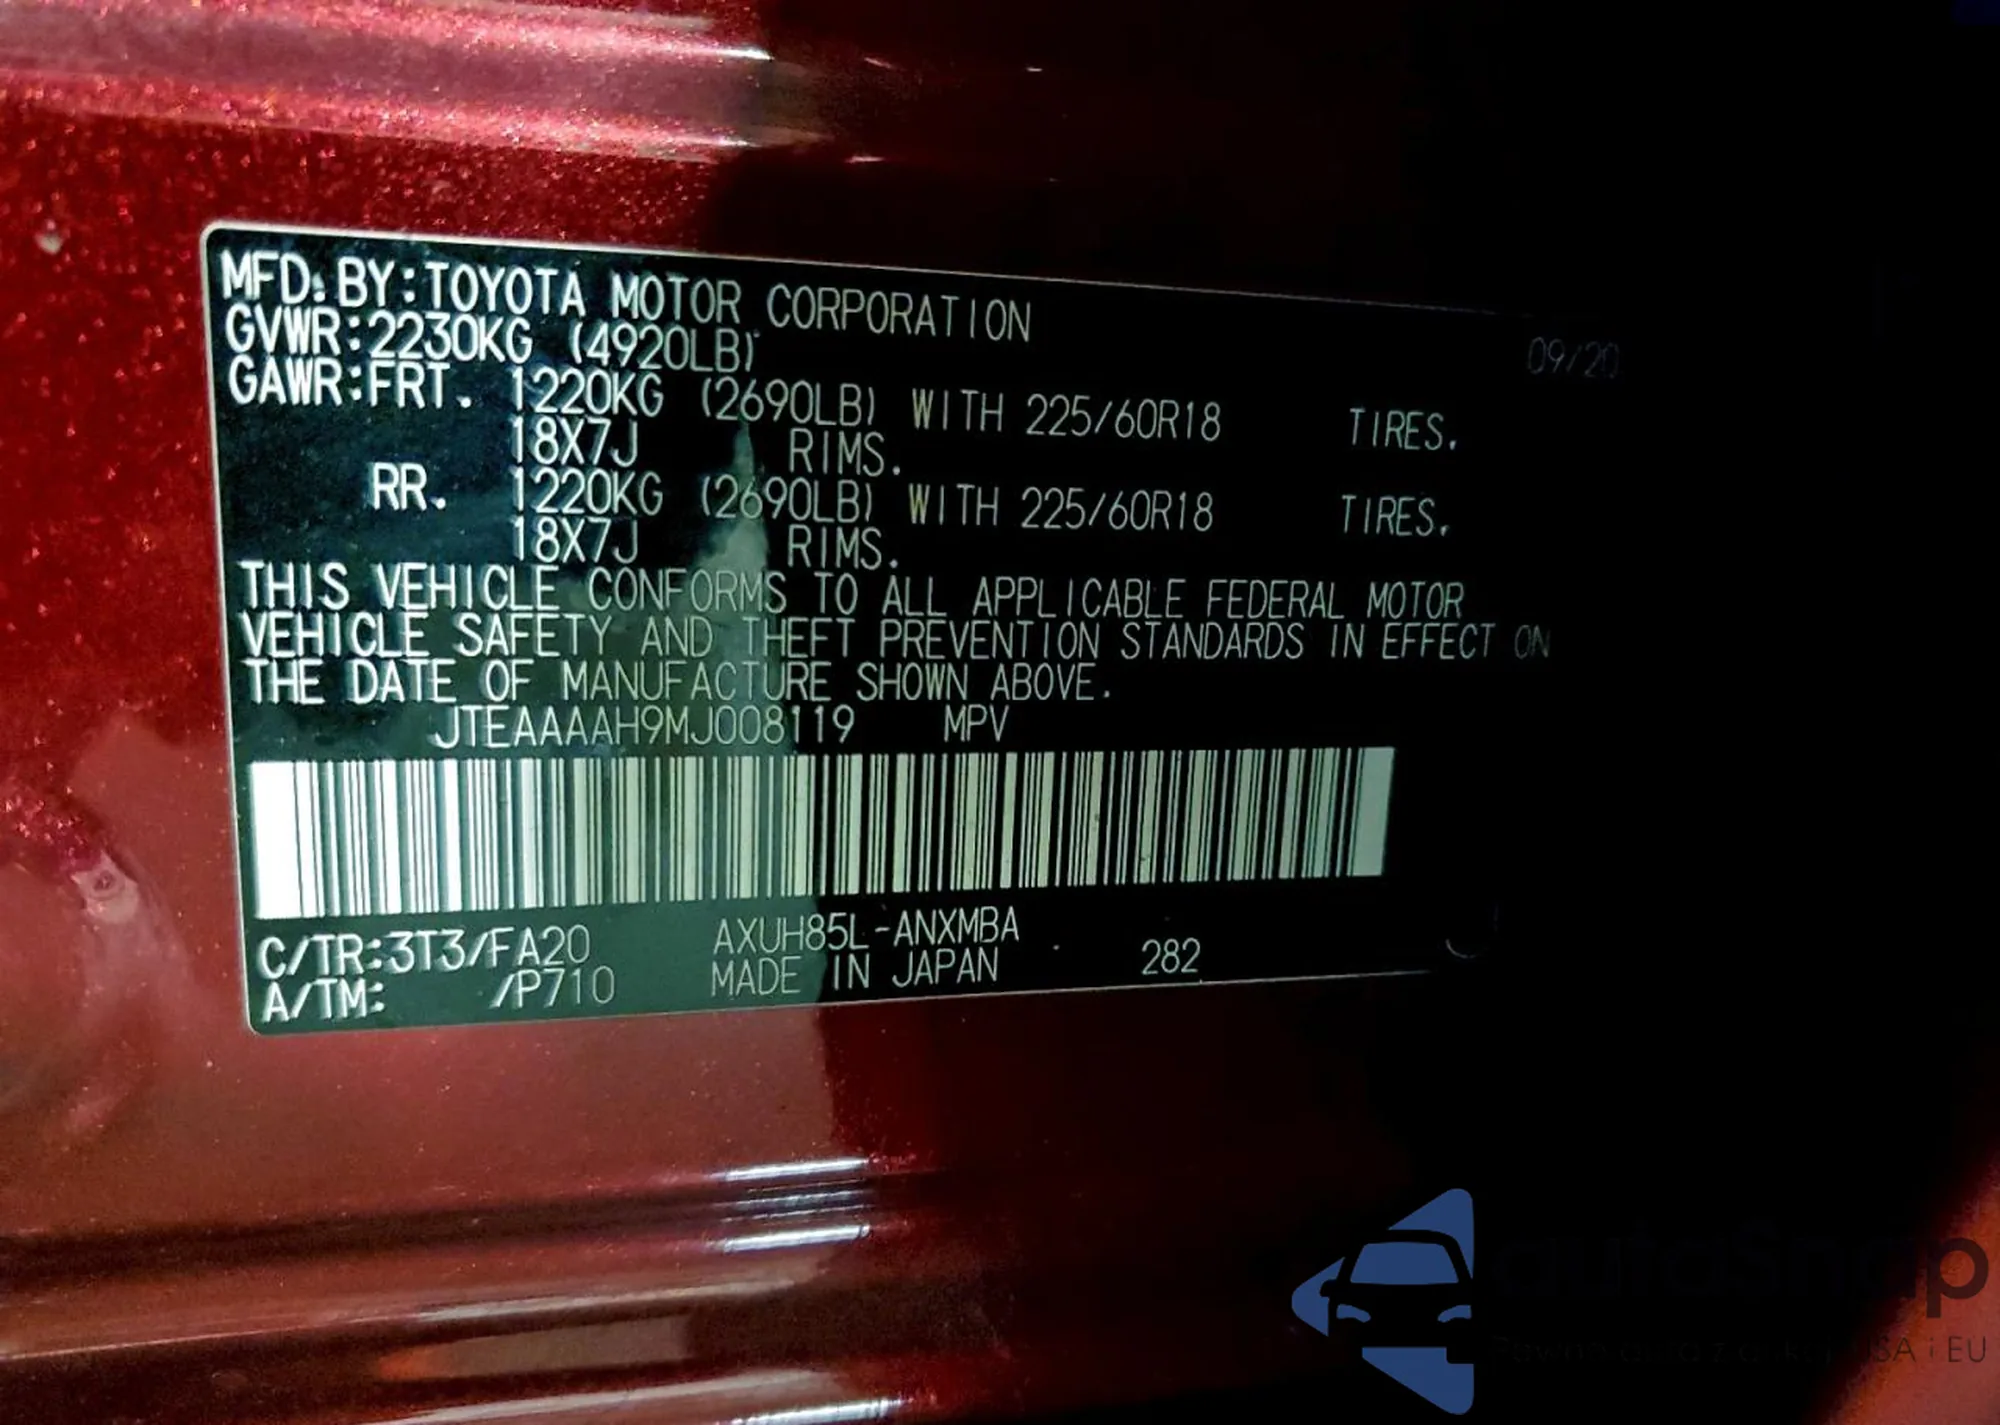 MFD. BY:TOYOTA MOTOR CORPORATION 09/20
GVWR:2230KG (4920LB)
GAWR:FRT. 1220KG (2690LB) WITH 225/60R18 TIRES.
18X7J RIMS.
RR. 1220KG (2690LB) WITH 225/60R18 TIRES.
18X7J RIMS.
THIS VEHICLE CONFORMS TO ALL APPLICABLE FEDERAL MOTOR
VEHICLE SAFETY AND THEFT PREVENTION STANDARDS IN EFFECT ON
THE DATE OF MANUFACTURE SHOWN ABOVE.
JTEAAAAH9MJ008119 MPV
C/TR:3T3/FA20 AXUH85L-ANXMBA 282
A/TM: /P710 MADE IN JAPAN
autoSnap
USA i EU